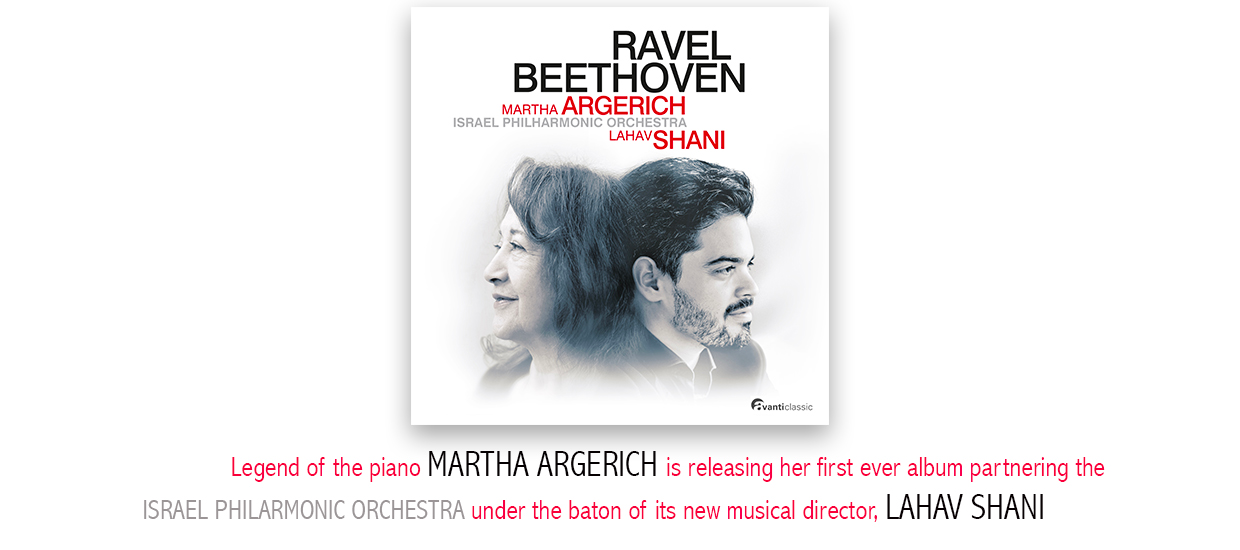 RAVEL
BEETHOVEN
MARTHA ARGERICH
ISRAEL PHILHARMONIC ORCHESTRA
LAHAV SHANI
avanticlassic
Legend of the piano MARTHA ARGERICH is releasing her first ever album partnering the
ISRAEL PHILARMONIC ORCHESTRA under the baton of its new musical director, LAHAV SHANI